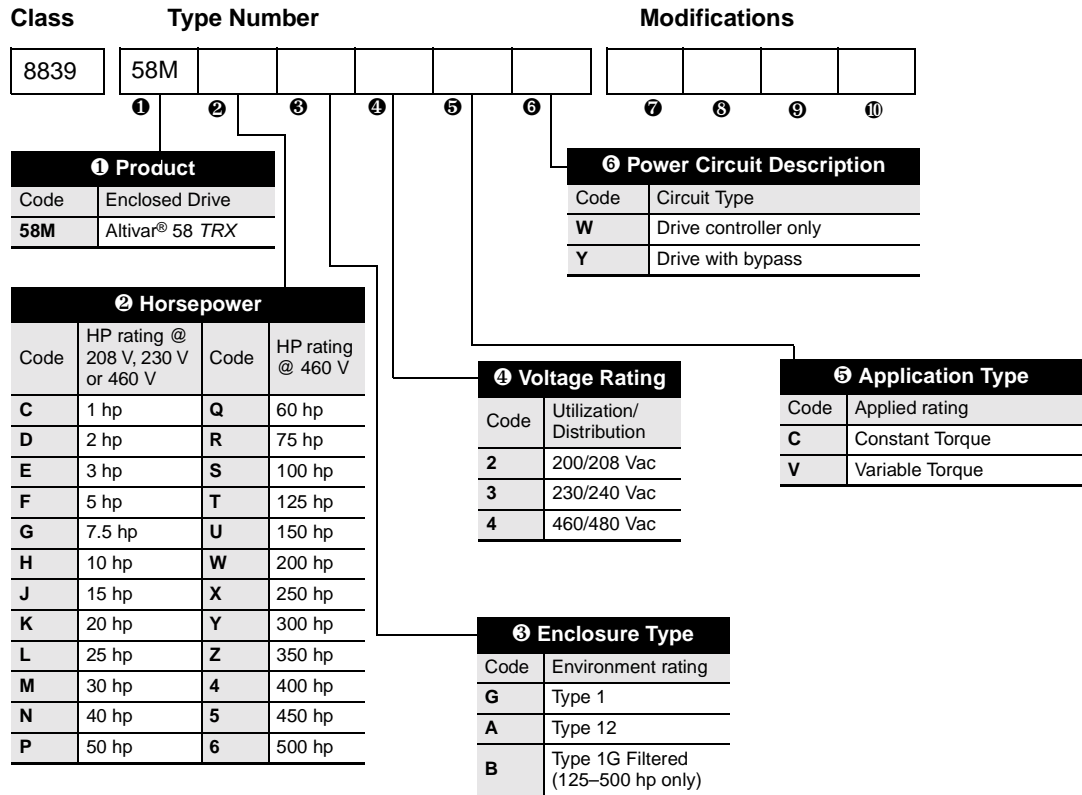 Class Type Number Modifications
8839 58M
❶ ❷ ❸ ❹ ❺ ❻ ❼ ❽ ❾ ❿
❶ Product
Code Enclosed Drive
58M Altivar® 58 TRX
❻ Power Circuit Description
Code Circuit Type
W Drive controller only
Y Drive with bypass
❷ Horsepower
Code HP rating @ 208 V, 230 V or 460 V Code HP rating @ 460 V
C 1 hp Q 60 hp
D 2 hp R 75 hp
E 3 hp S 100 hp
F 5 hp T 125 hp
G 7.5 hp U 150 hp
H 10 hp W 200 hp
J 15 hp X 250 hp
K 20 hp Y 300 hp
L 25 hp Z 350 hp
M 30 hp 4 400 hp
N 40 hp 5 450 hp
P 50 hp 6 500 hp
❹ Voltage Rating
Code Utilization/
Distribution
2 200/208 Vac
3 230/240 Vac
4 460/480 Vac
❺ Application Type
Code Applied rating
C Constant Torque
V Variable Torque
❸ Enclosure Type
Code Environment rating
G Type 1
A Type 12
B Type 1G Filtered
(125–500 hp only)